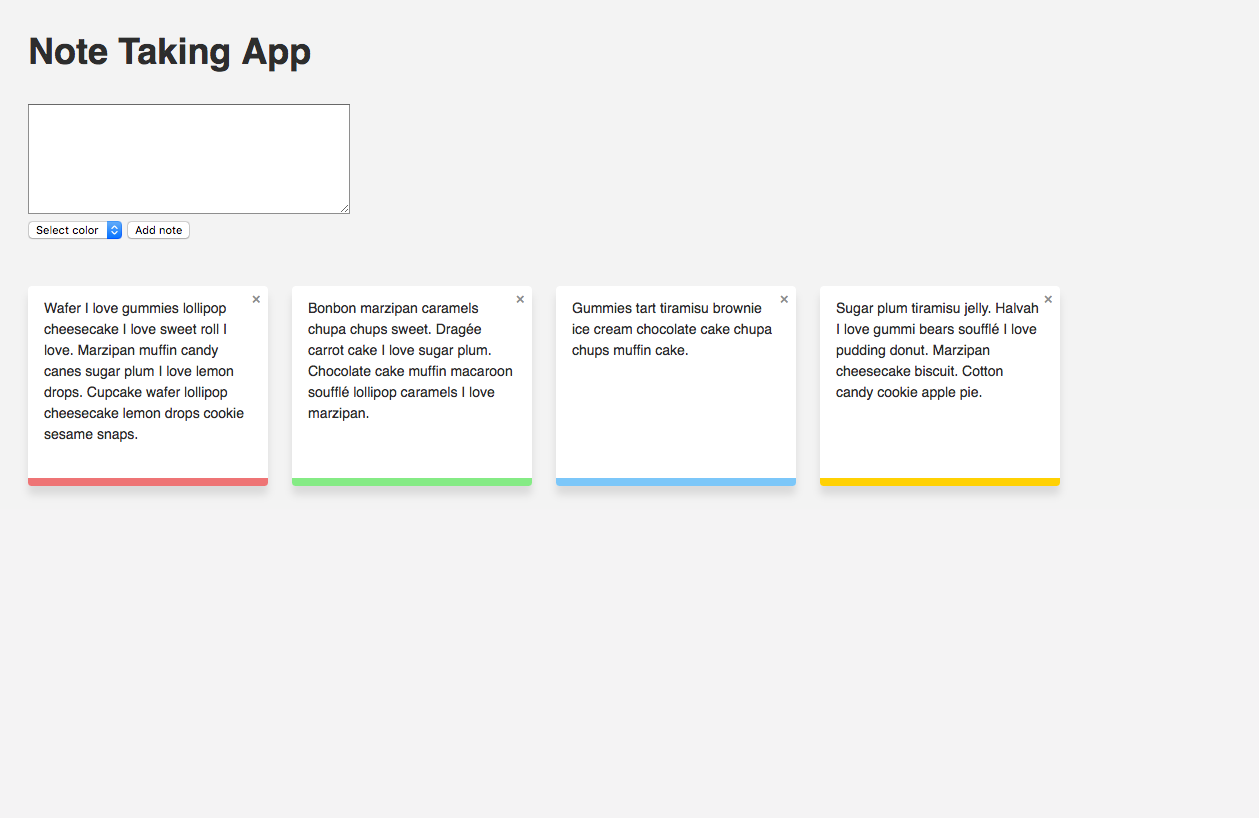 Note Taking App
Select color
Add note
×
Wafer I love gummies lollipop
cheesecake I love sweet roll I
love. Marzipan muffin candy
canes sugar plum I love lemon
drops. Cupcake wafer lollipop
cheesecake lemon drops cookie
sesame snaps.
×
Bonbon marzipan caramels
chupa chups sweet. Dragée
carrot cake I love sugar plum.
Chocolate cake muffin macaroon
soufflé lollipop caramels I love
marzipan.
×
Gummies tart tiramisu brownie
ice cream chocolate cake chupa
chups muffin cake.
×
Sugar plum tiramisu jelly. Halvah
I love gummi bears soufflé I love
pudding donut. Marzipan
cheesecake biscuit. Cotton
candy cookie apple pie.